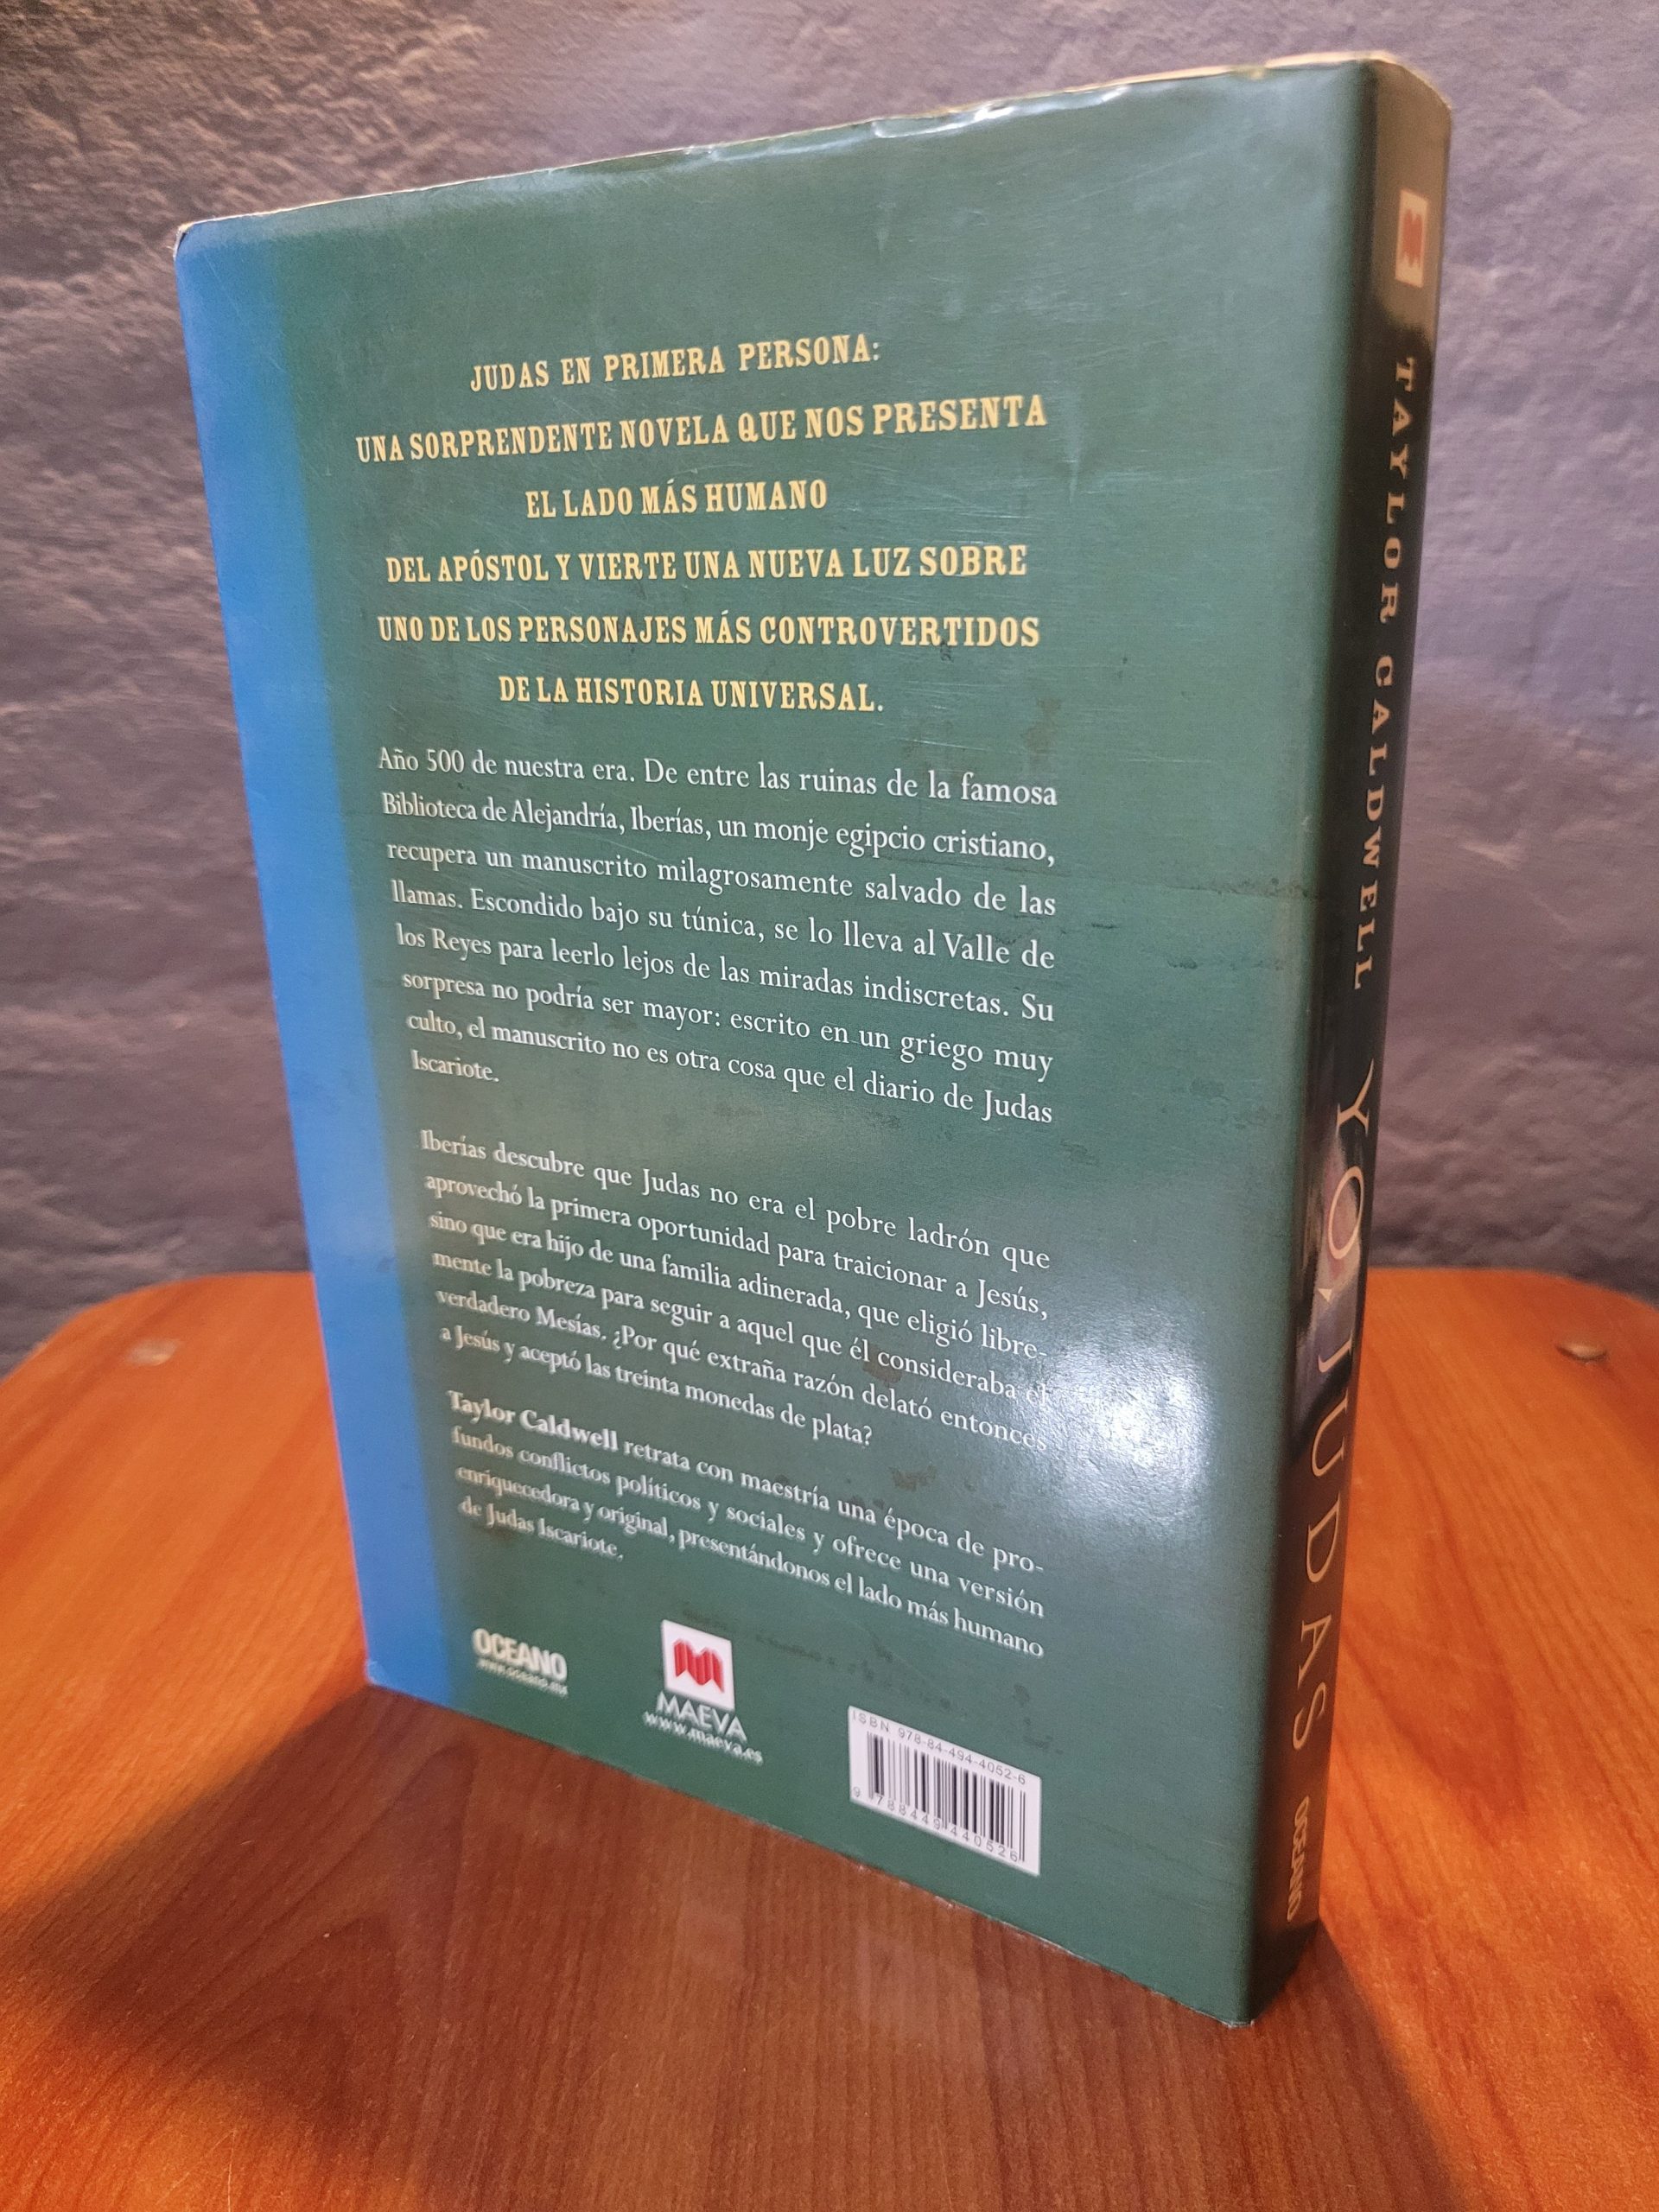 JUDAS EN PRIMERA PERSONA:
UNA SORPRENDENTE NOVELA QUE NOS PRESENTA
EL LADO MÁS HUMANO
DEL APÓSTOL Y VIERTE UNA NUEVA LUZ SOBRE
UNO DE LOS PERSONAJES MÁS CONTROVERTIDOS
DE LA HISTORIA UNIVERSAL.
Año 500 de nuestra era. De entre las ruinas de la famosa
Biblioteca de Alejandría, Iberías, un monje egipcio cristiano,
recupera un manuscrito milagrosamente salvado de las
llamas. Escondido bajo su túnica, se lo lleva al Valle de
los Reyes para leerlo lejos de las miradas indiscretas. Su
sorpresa no podría ser mayor: escrito en un griego muy
culto, el manuscrito no es otra cosa que el diario de Judas
Iscariote.
Iberías descubre que Judas no era el pobre ladrón que
aprovechó la primera oportunidad para traicionar a Jesús,
sino que era hijo de una familia adinerada, que eligió libre-
mente la pobreza para seguir a aquel que él consideraba el
verdadero Mesías. ¿Por qué extraña razón delató entonces
a Jesús y aceptó las treinta monedas de plata?
Taylor Caldwell retrata con maestría una época de pro-
fundos conflictos políticos y sociales y ofrece una versión
enriquecedora y original, presentándonos el lado más humano
de Judas Iscariote.
OCEANO
www.oceano.mx
MAEVA
www.maeva.es
ISBN 978-84-494-4052-6
9 788449 440526
TAYLOR CALDWELL YO, JUDAS OCEANO